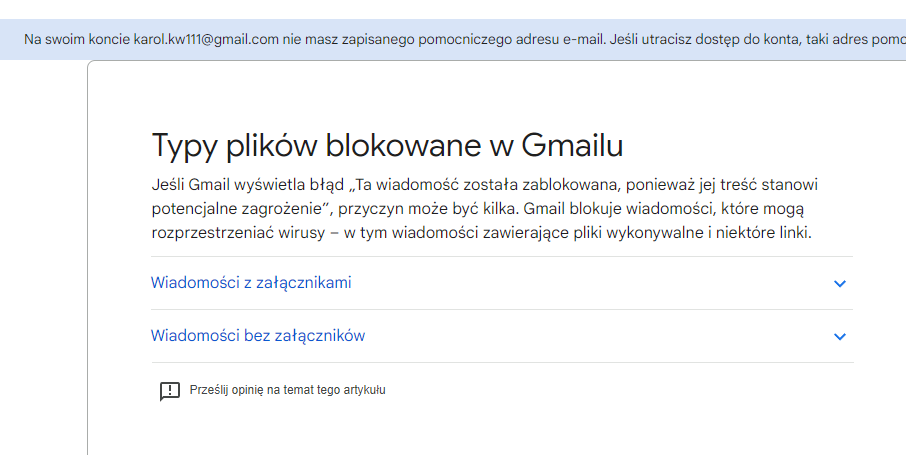 Na swoim koncie karol.kw111@gmail.com nie masz zapisanego pomocniczego adresu e-mail. Jeśli utracisz dostęp do konta, taki adres pomo
Typy plików blokowane w Gmailu
Jeśli Gmail wyświetla błąd „Ta wiadomość została zablokowana, ponieważ jej treść stanowi
potencjalne zagrożenie”, przyczyn może być kilka. Gmail blokuje wiadomości, które mogą
rozprzestrzeniać wirusy – w tym wiadomości zawierające pliki wykonywalne i niektóre linki.
Wiadomości z załącznikami
Wiadomości bez załączników
Prześlij opinię na temat tego artykułu